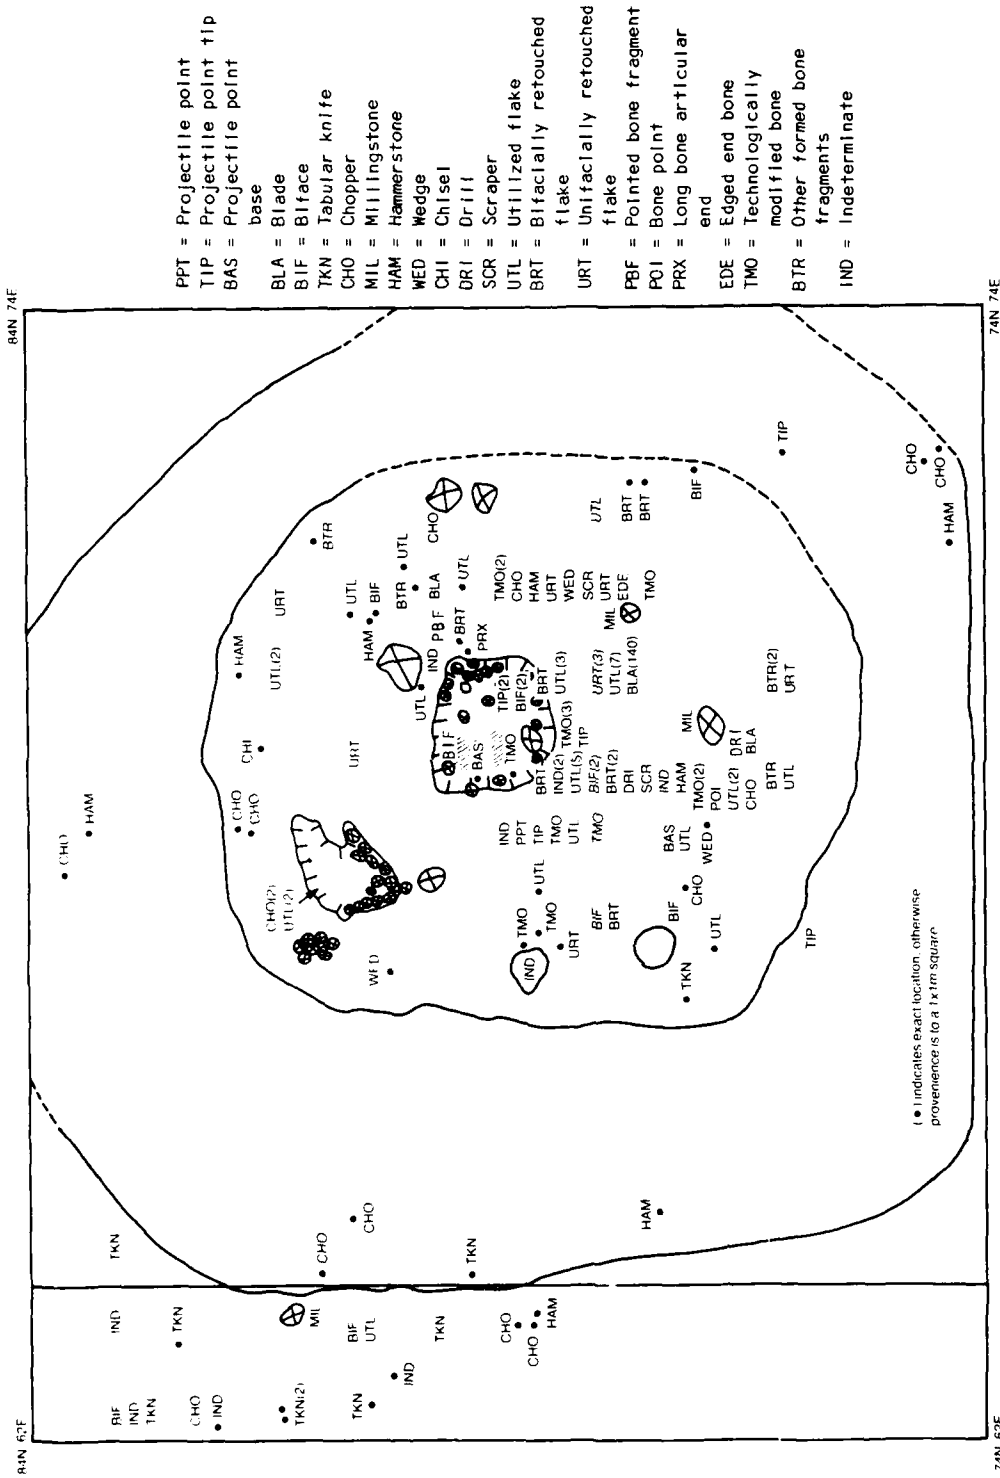 84N 62E
84N 74E
BIF
IND
TKN
IND
TKN
CHO
HAM
TKN
CHO
IND
TKN(2)
MIL
TKN
BIF
UTL
IND
TKN
CHO
CHO
HAM
CHO
CHO
TKN
HAM
CHO(2)
UTL(2)
WED
CHO
CHO
CHI
URT
HAM
UTL(2)
URT
BTR
UTL
BIF
HAM
BTR
UTL
BLA
CHO
UTL
IND
PBF
BRT
UTL
PRX
BIF
BAS
TMO
TIP(2)
BIF(2)
BRT
IND
TMO
TMO
URT
UTL
IND
PPT
TIP
TMO
UTL
TMO
BRT
IND(2)
UTL(5)
BIF(2)
BRT(2)
DRI
SCR
IND
HAM
TMO(2)
POI
UTL(2)
CHO
BTR
UTL
TMO(3)
TIP
UTL(3)
URT(3)
UTL(7)
BLA(140)
TMO(2)
CHO
HAM
URT
WED
SCR
URT
EDE
TMO
MIL
UTL
BRT
BRT
BIF
BIF
BRT
BIF
CHO
TKN
UTL
BAS
UTL
WED
MIL
DRI
BLA
BTR(2)
URT
TIP
TIP
CHO
CHO
HAM
( • ) indicates exact location, otherwise
provenience is to a 1x1m square
74N 62E
74N 74E
PPT = Projectile point
TIP = Projectile point tip
BAS = Projectile point
base
BLA = Blade
BIF = Biface
TKN = Tabular knife
CHO = Chopper
MIL = Millingstone
HAM = Hammerstone
WED = Wedge
CHI = Chisel
DRI = Drill
SCR = Scraper
UTL = Utilized flake
BRT = Bifacially retouched
flake
URT = Unifacially retouched
flake
PBF = Pointed bone fragment
POI = Bone point
PRX = Long bone articular
end
EDE = Edged end bone
TMO = Technologically
modified bone
BTR = Other formed bone
fragments
IND = Indeterminate